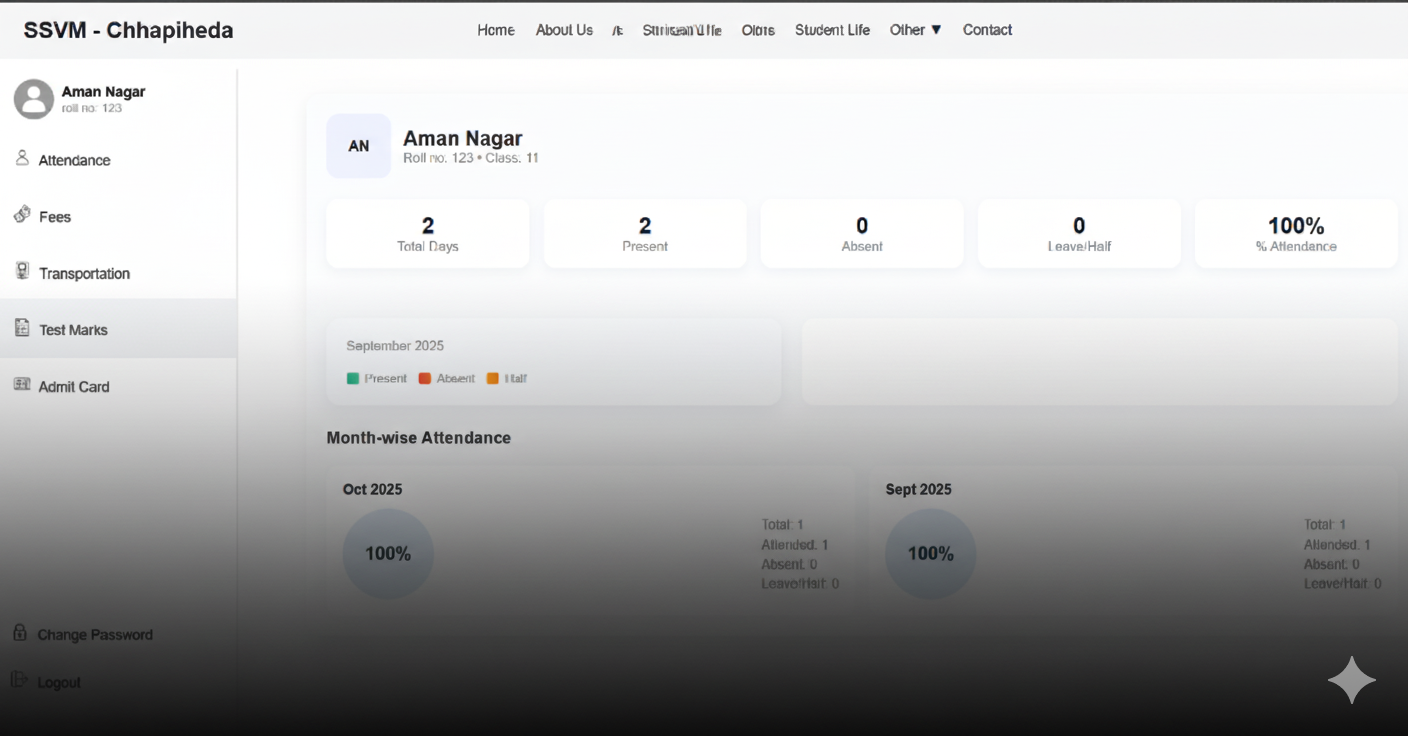 SSVM - Chhapiheda
Home About Us Student Life Other ▼ Contact
Aman Nagar
roll no: 123
Attendance
Fees
Transportation
Test Marks
Admit Card
Change Password
Logout
AN
Aman Nagar
Roll no. 123 • Class. 11
2
Total Days
2
Present
0
Absent
0
Leave/Half
100%
% Attendance
September 2025
Present Absent Half
Month-wise Attendance
Oct 2025
100%
Total: 1
Attended. 1
Absent: 0
Leave/Half: 0
Sept 2025
100%
Total: 1
Attended. 1
Absent: 0
Leave/Half: 0